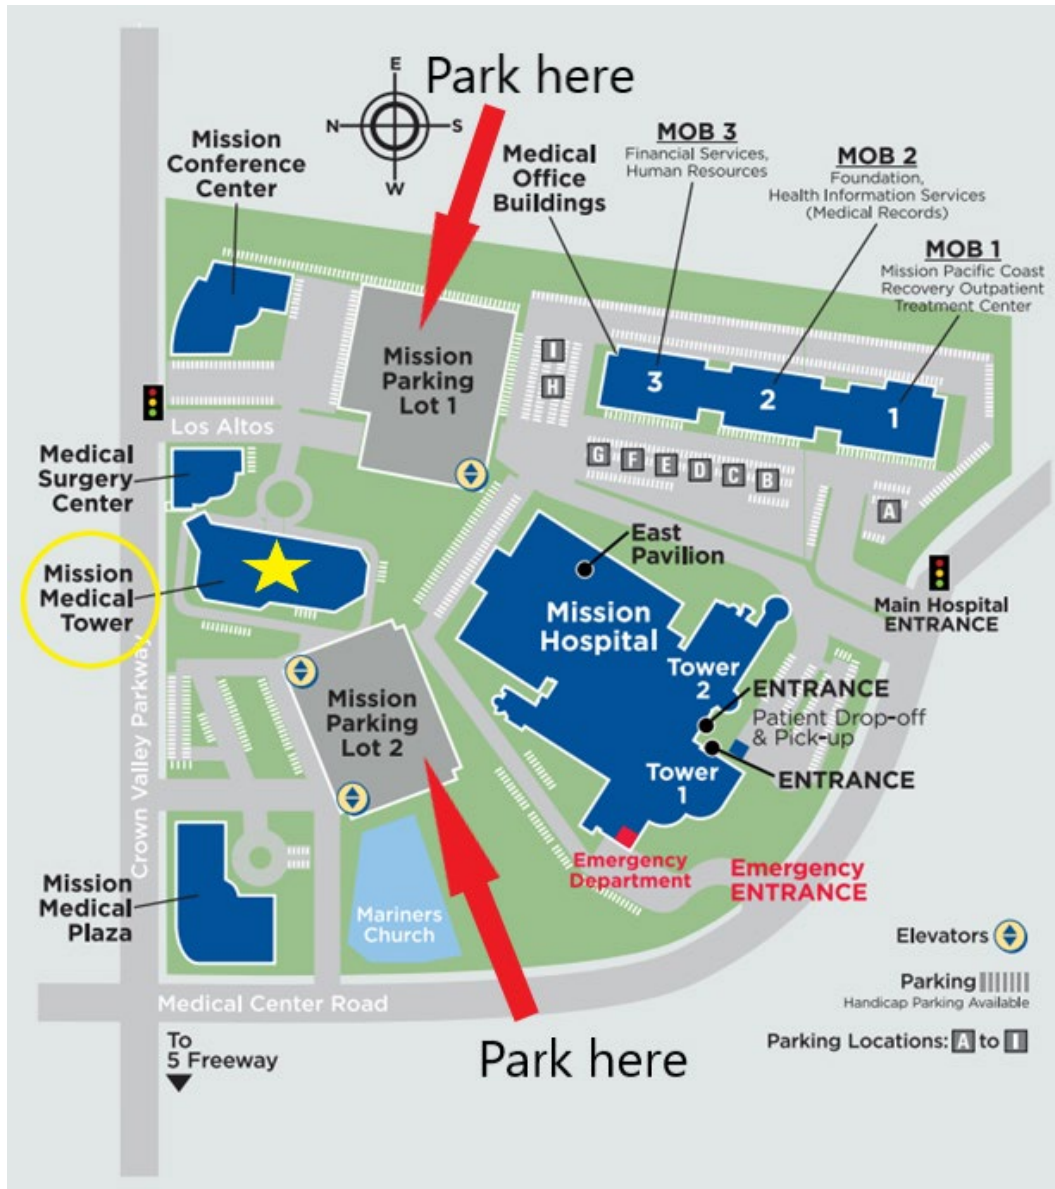 Park here
E
N
S
W
Mission
Conference
Center
Medical
Office
Buildings
MOB 3
Financial Services,
Human Resources
MOB 2
Foundation,
Health Information Services
(Medical Records)
MOB 1
Mission Pacific Coast
Recovery Outpatient
Treatment Center
Mission
Parking
Lot 1
I
H
3
2
1
Los Altos
G
F
E
D
C
B
A
Medical
Surgery
Center
East
Pavilion
Mission
Medical
Tower
Mission
Hospital
Main Hospital
ENTRANCE
Tower
2
ENTRANCE
Patient Drop-off
& Pick-up
ENTRANCE
Tower
1
Mission
Parking
Lot 2
Crown Valley Parkway
Emergency
Department
Emergency
ENTRANCE
Mission
Medical
Plaza
Mariners
Church
Elevators
Parking
Handicap Parking Available
Parking Locations: A to I
Medical Center Road
To
5 Freeway
Park here